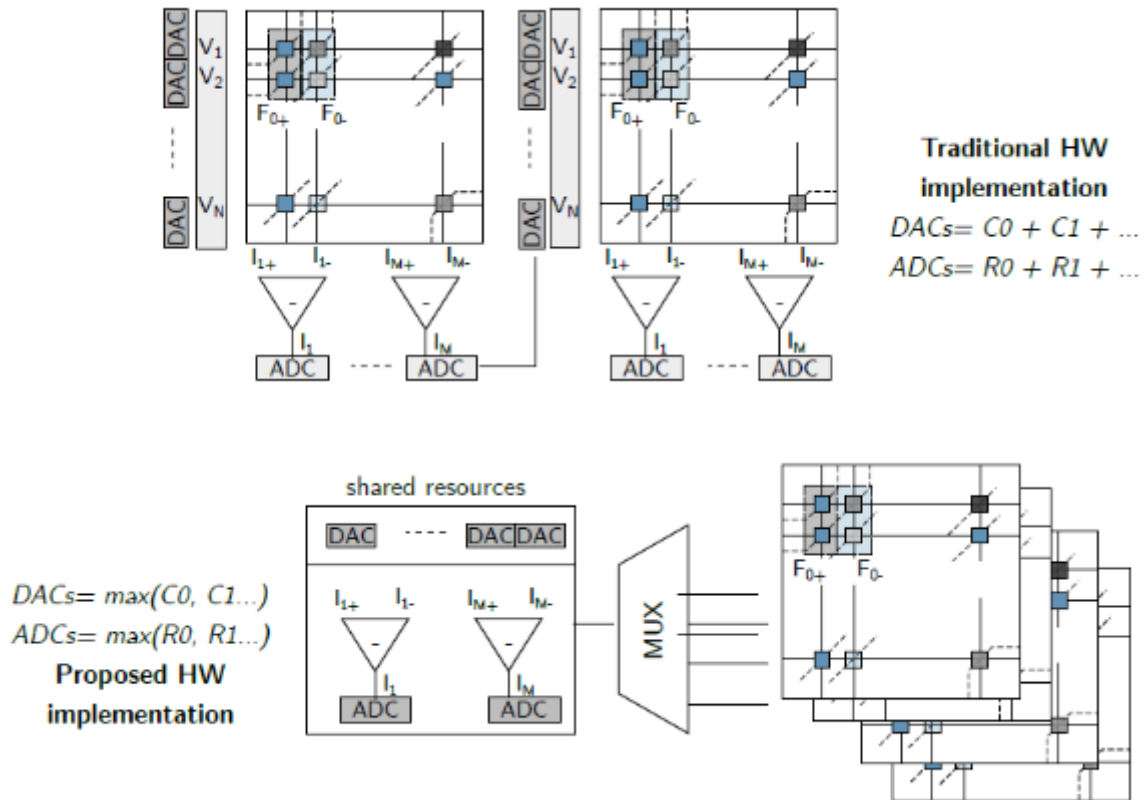 DAC DAC V1
DAC V2
F0+ F0-
DAC VN
I1+ I1- IM+ IM-
-
-
I1 IM
ADC ADC
DAC DAC V1
DAC V2
F0+ F0-
DAC VN
I1+ I1- IM+ IM-
-
-
I1 IM
ADC ADC
Traditional HW
implementation
DACs= C0 + C1 + ...
ADCs= R0 + R1 + ...
DACs= max(C0, C1...)
ADCs= max(R0, R1...)
Proposed HW
implementation
shared resources
DAC DAC DAC
I1+ I1- IM+ IM-
-
-
I1 IM
ADC ADC
MUX
F0+ F0-